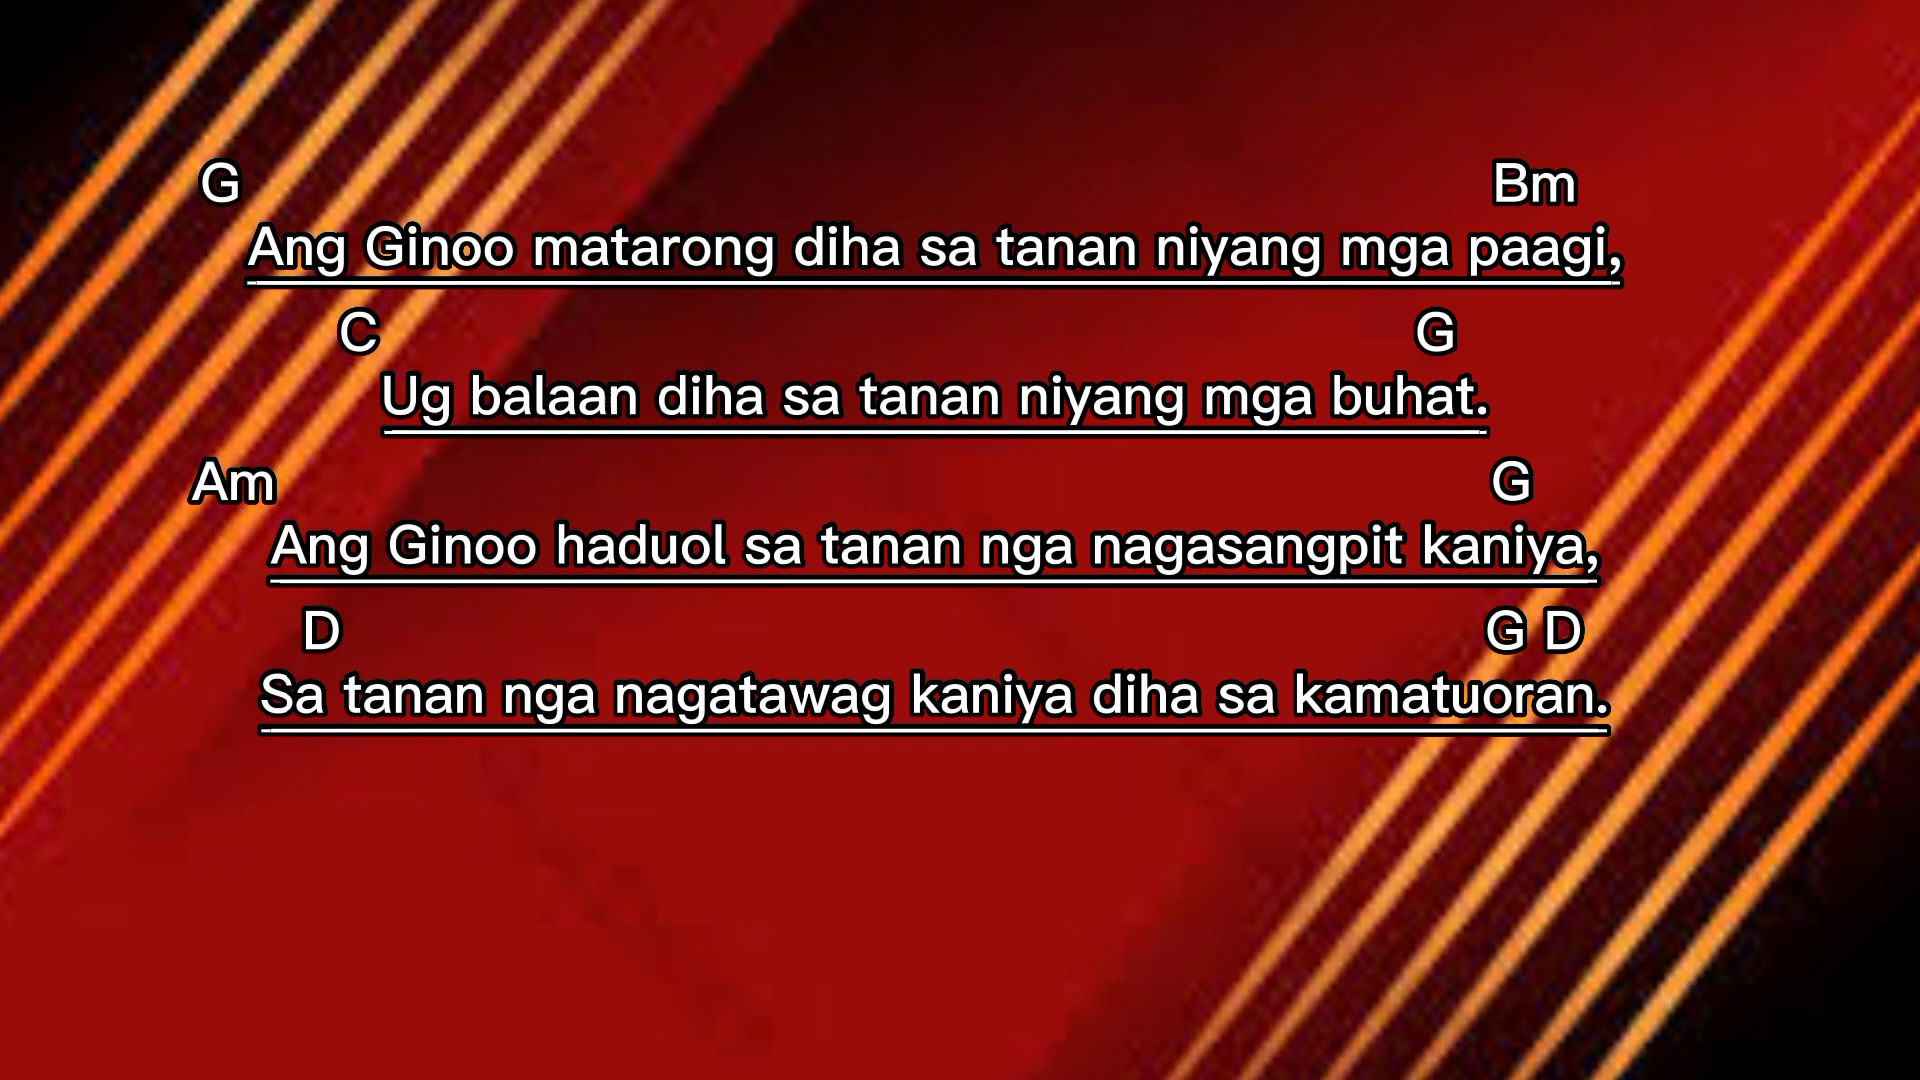 G Bm
Ang Ginoo matarong diha sa tanan niyang mga paagi,
C G
Ug balaan diha sa tanan niyang mga buhat.
Am G
Ang Ginoo haduol sa tanan nga nagasangpit kaniya,
D G D
Sa tanan nga nagatawag kaniya diha sa kamatuoran.